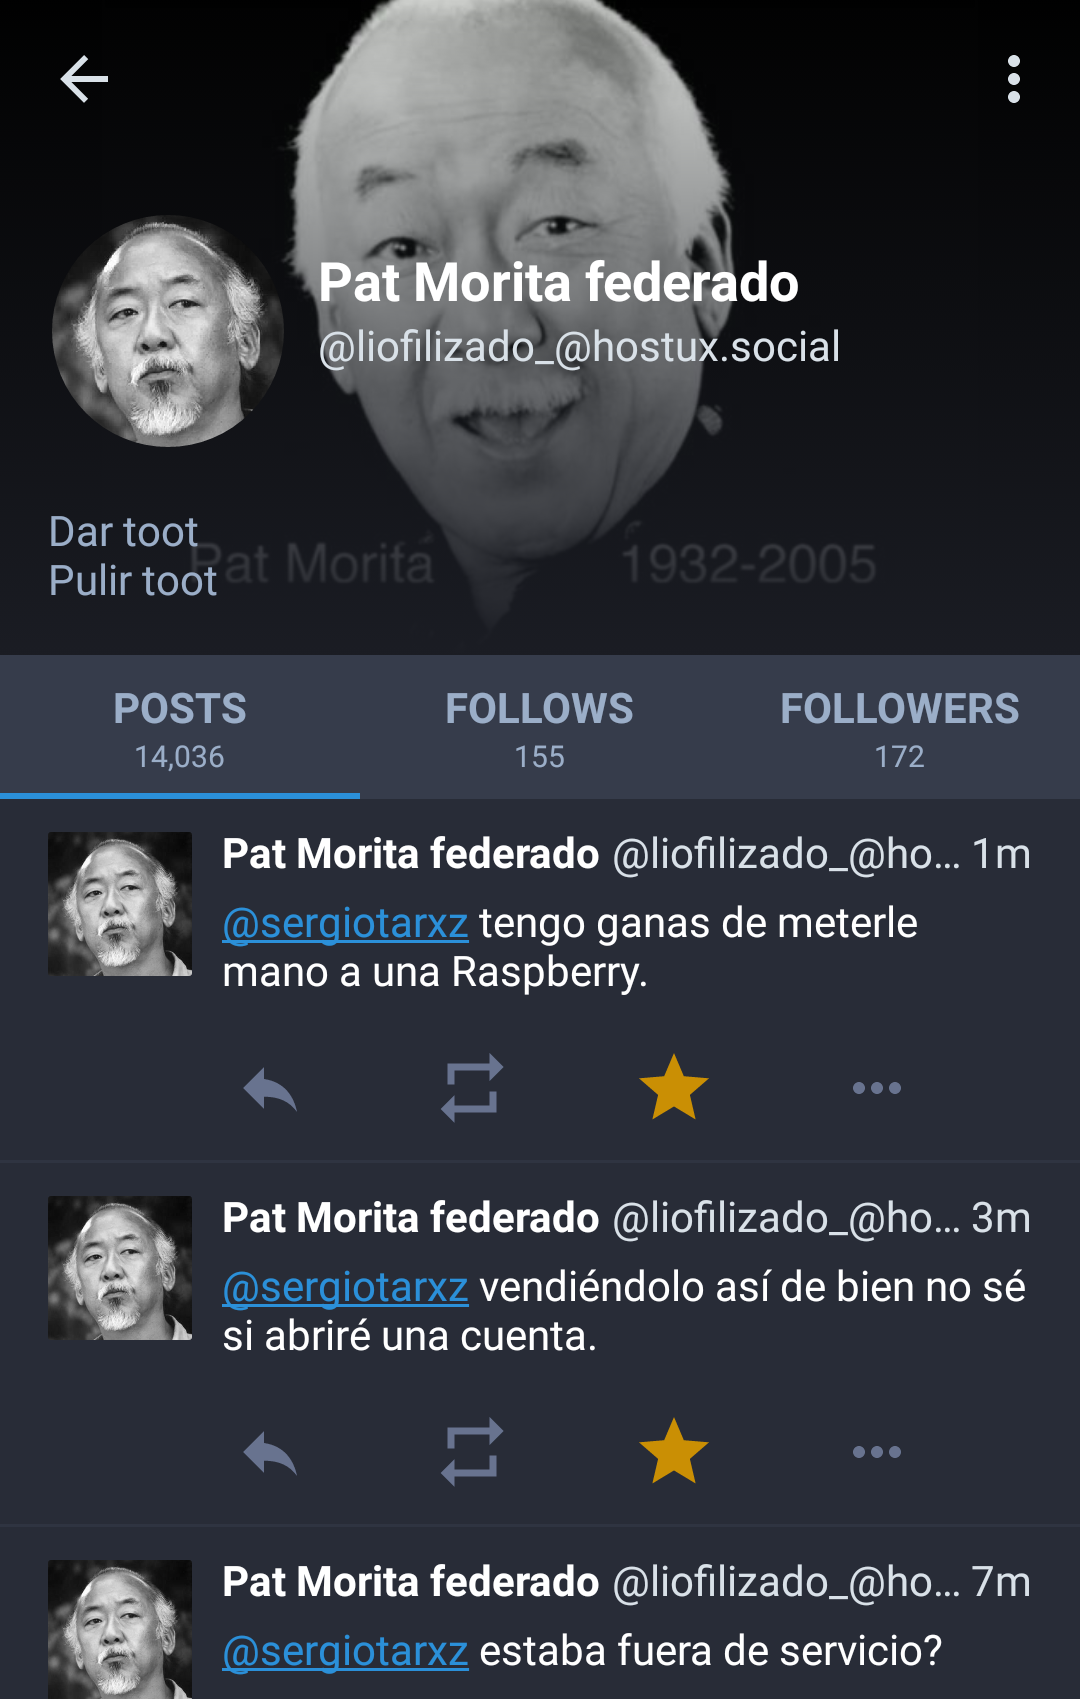 Pat Morita federado
@liofilizado_@hostux.social
Dar toot
Pulir toot
Pat Morita 1932-2005
POSTS FOLLOWS FOLLOWERS
14,036 155 172
Pat Morita federado @liofilizado_@ho... 1m
@sergiotarxz tengo ganas de meterle
mano a una Raspberry.
Pat Morita federado @liofilizado_@ho... 3m
@sergiotarxz vendiéndolo así de bien no sé
si abriré una cuenta.
Pat Morita federado @liofilizado_@ho... 7m
@sergiotarxz estaba fuera de servicio?